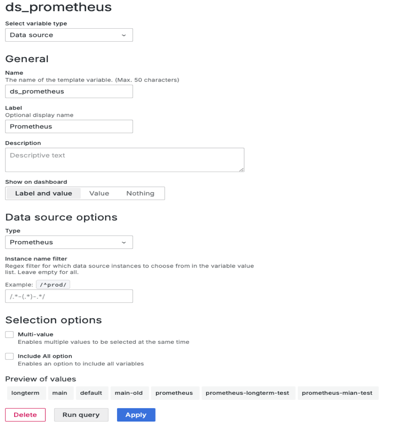 ds_prometheus
Select variable type
Data source
General
Name
The name of the template variable. (Max. 50 characters)
ds_prometheus
Label
Optional display name
Prometheus
Description
Descriptive text
Show on dashboard
Label and value Value Nothing
Data source options
Type
Prometheus
Instance name filter
Regex filter for which data source instances to choose from in the variable value
list. Leave empty for all.
Example: /^prod/
/.*-(.*)-.*/
Selection options
Multi-value
Enables multiple values to be selected at the same time
Include All option
Enables an option to include all variables
Preview of values
longterm main default main-old prometheus prometheus-longterm-test prometheus-mian-test
Delete Run query Apply